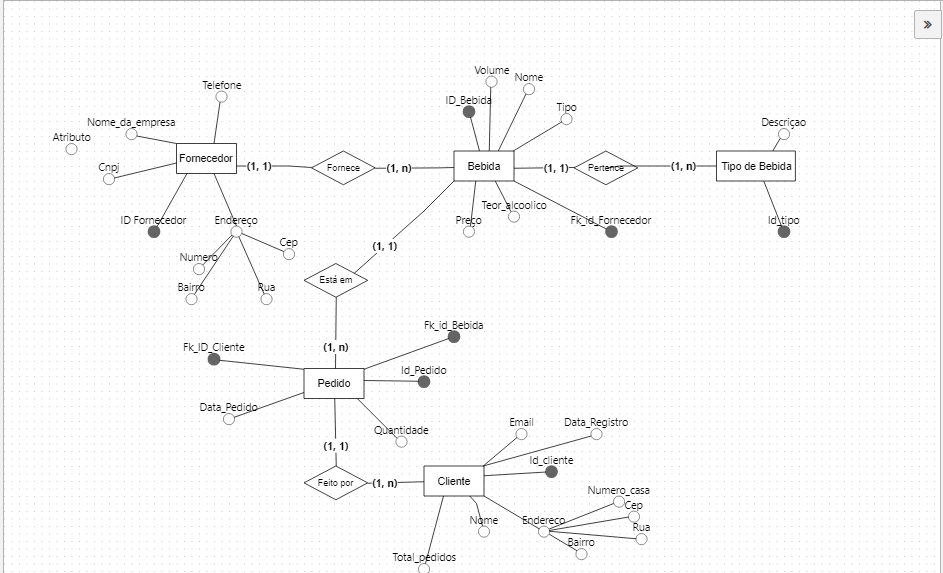 »
Volume
Nome
Telefone
ID_Bebida
Tipo
Nome_da_empresa
Descriçao
Atributo
Fornecedor
(1, 1)
Fornece
(1, n)
Bebida
(1, 1)
Pertence
(1, n)
Tipo de Bebida
Cnpj
Teor_alcoolico
ID Fornecedor
Endereço
Preço
Fk_id_Fornecedor
Id_tipo
Cep
(1, 1)
Numero
Está em
Bairro
Rua
Fk_id_Bebida
Fk_ID_Cliente
(1, n)
Id_Pedido
Pedido
Data_Pedido
Quantidade
Email
Data_Registro
(1, 1)
Id_cliente
Feito por
(1, n)
Cliente
Numero_casa
Cep
Nome
Endereco
Rua
Bairro
Total_pedidos